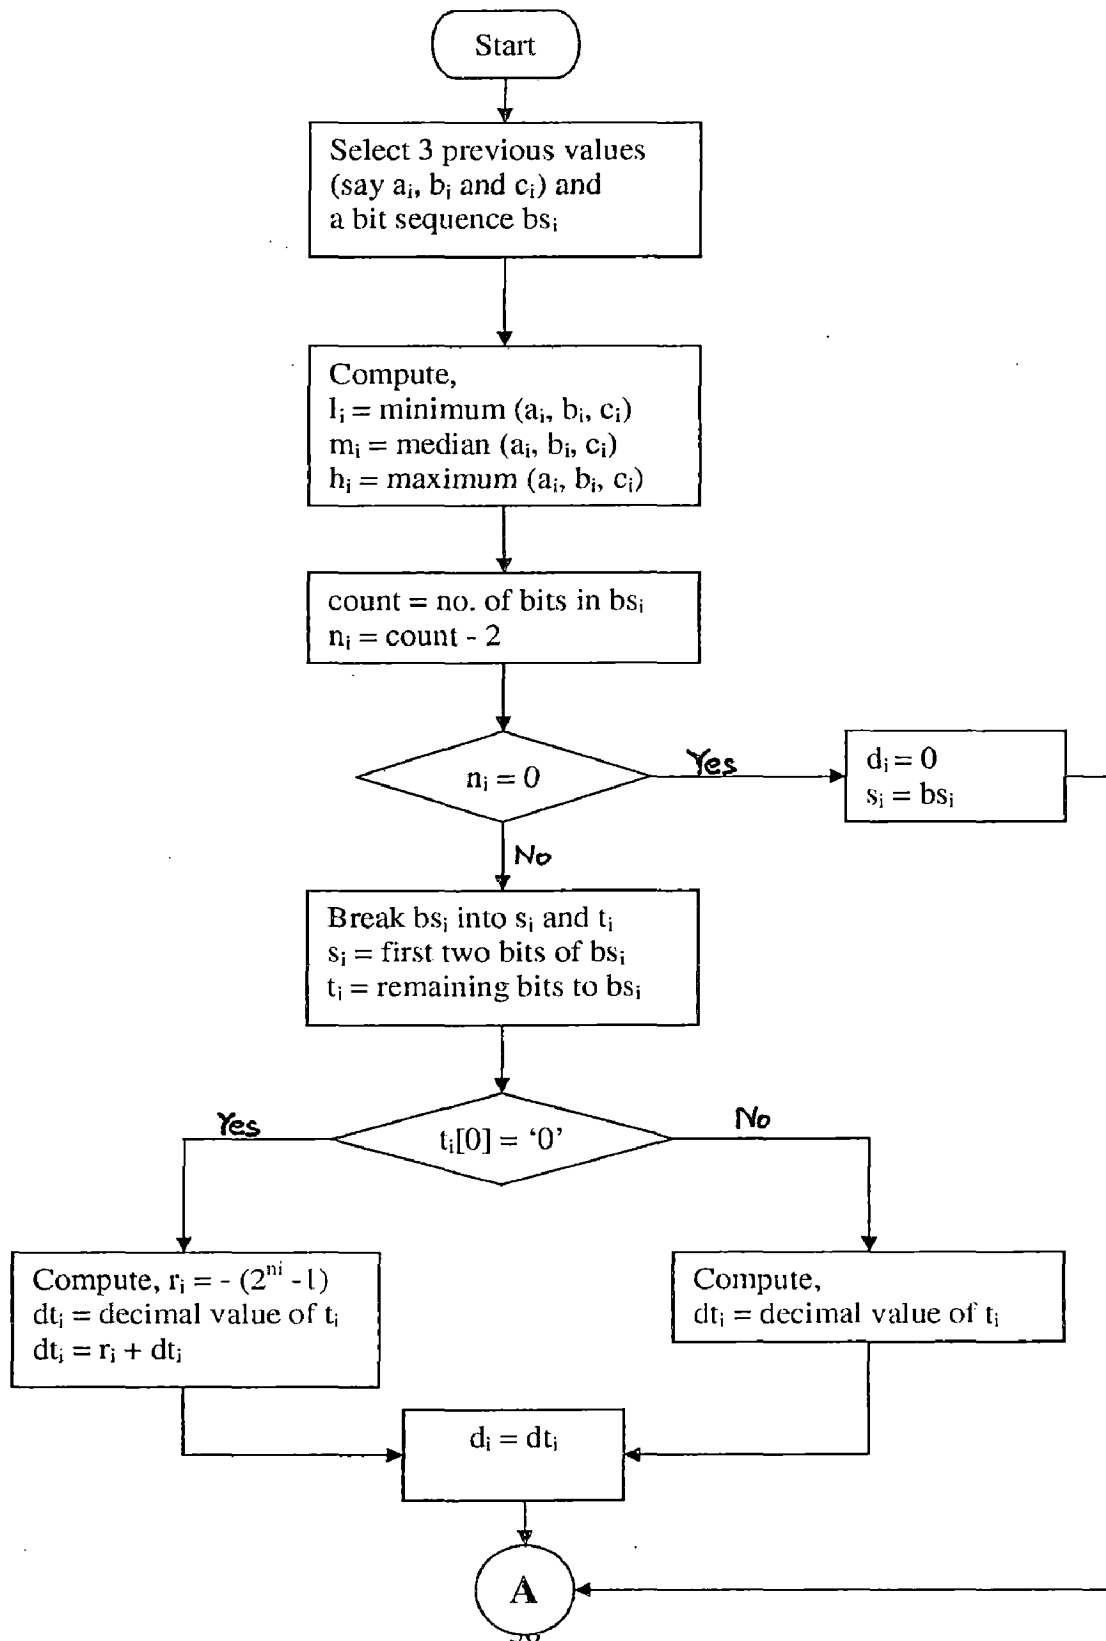 Start
Select 3 previous values
(say aᵢ, bᵢ and cᵢ) and
a bit sequence bsᵢ
Compute,
lᵢ = minimum (aᵢ, bᵢ, cᵢ)
mᵢ = median (aᵢ, bᵢ, cᵢ)
hᵢ = maximum (aᵢ, bᵢ, cᵢ)
count = no. of bits in bsᵢ
nᵢ = count - 2
nᵢ = 0
Yes
dᵢ = 0
sᵢ = bsᵢ
No
Break bsᵢ into sᵢ and tᵢ
sᵢ = first two bits of bsᵢ
tᵢ = remaining bits to bsᵢ
Yes
tᵢ[0] = ‘0’
No
Compute, rᵢ = - (2ⁿⁱ -1)
dtᵢ = decimal value of tᵢ
dtᵢ = rᵢ + dtᵢ
Compute,
dtᵢ = decimal value of tᵢ
dᵢ = dtᵢ
A